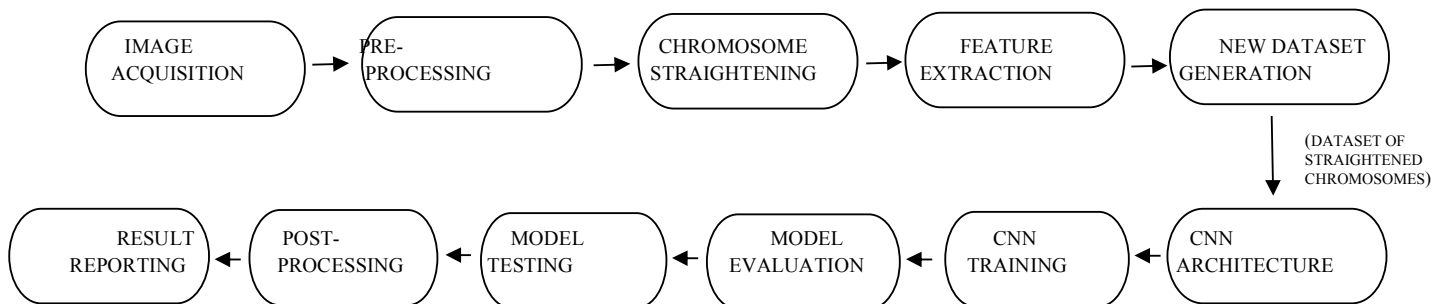 IMAGE
ACQUISITION
PRE-
PROCESSING
CHROMOSOME
STRAIGHTENING
FEATURE
EXTRACTION
NEW DATASET
GENERATION
(DATASET OF
STRAIGHTENED
CHROMOSOMES)
CNN
ARCHITECTURE
CNN
TRAINING
MODEL
EVALUATION
MODEL
TESTING
POST-
PROCESSING
RESULT
REPORTING